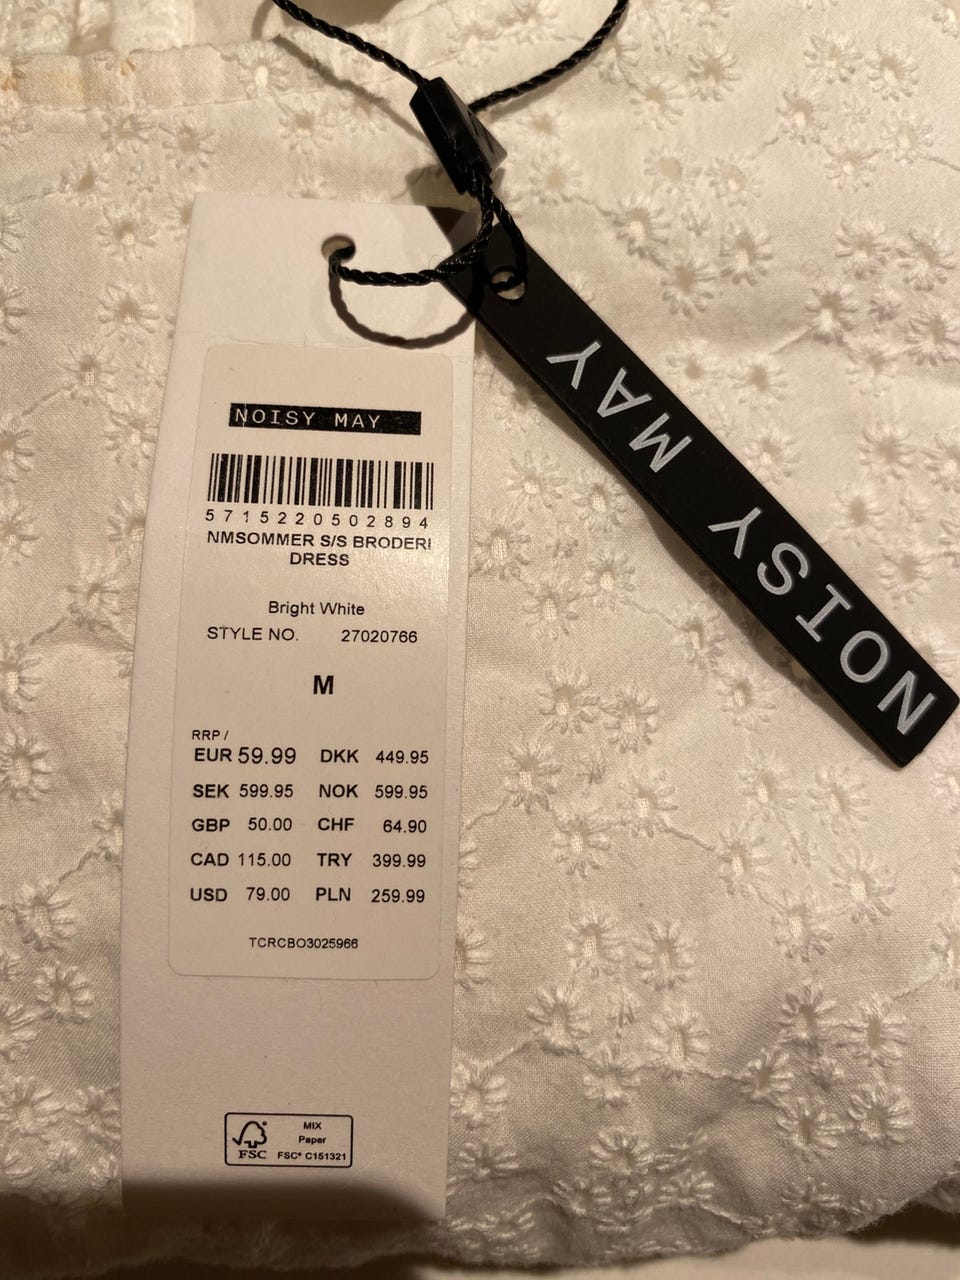 NOISY MAY
5715220502894
NMSOMMER S/S BRODERI
DRESS
Bright White
STYLE NO. 27020766
M
RRP /
EUR 59.99 DKK 449.95
SEK 599.95 NOK 599.95
GBP 50.00 CHF 64.90
CAD 115.00 TRY 399.99
USD 79.00 PLN 259.99
TCRCBO3025966
MIX
Paper
FSC FSC® C151321
NOISY MAY